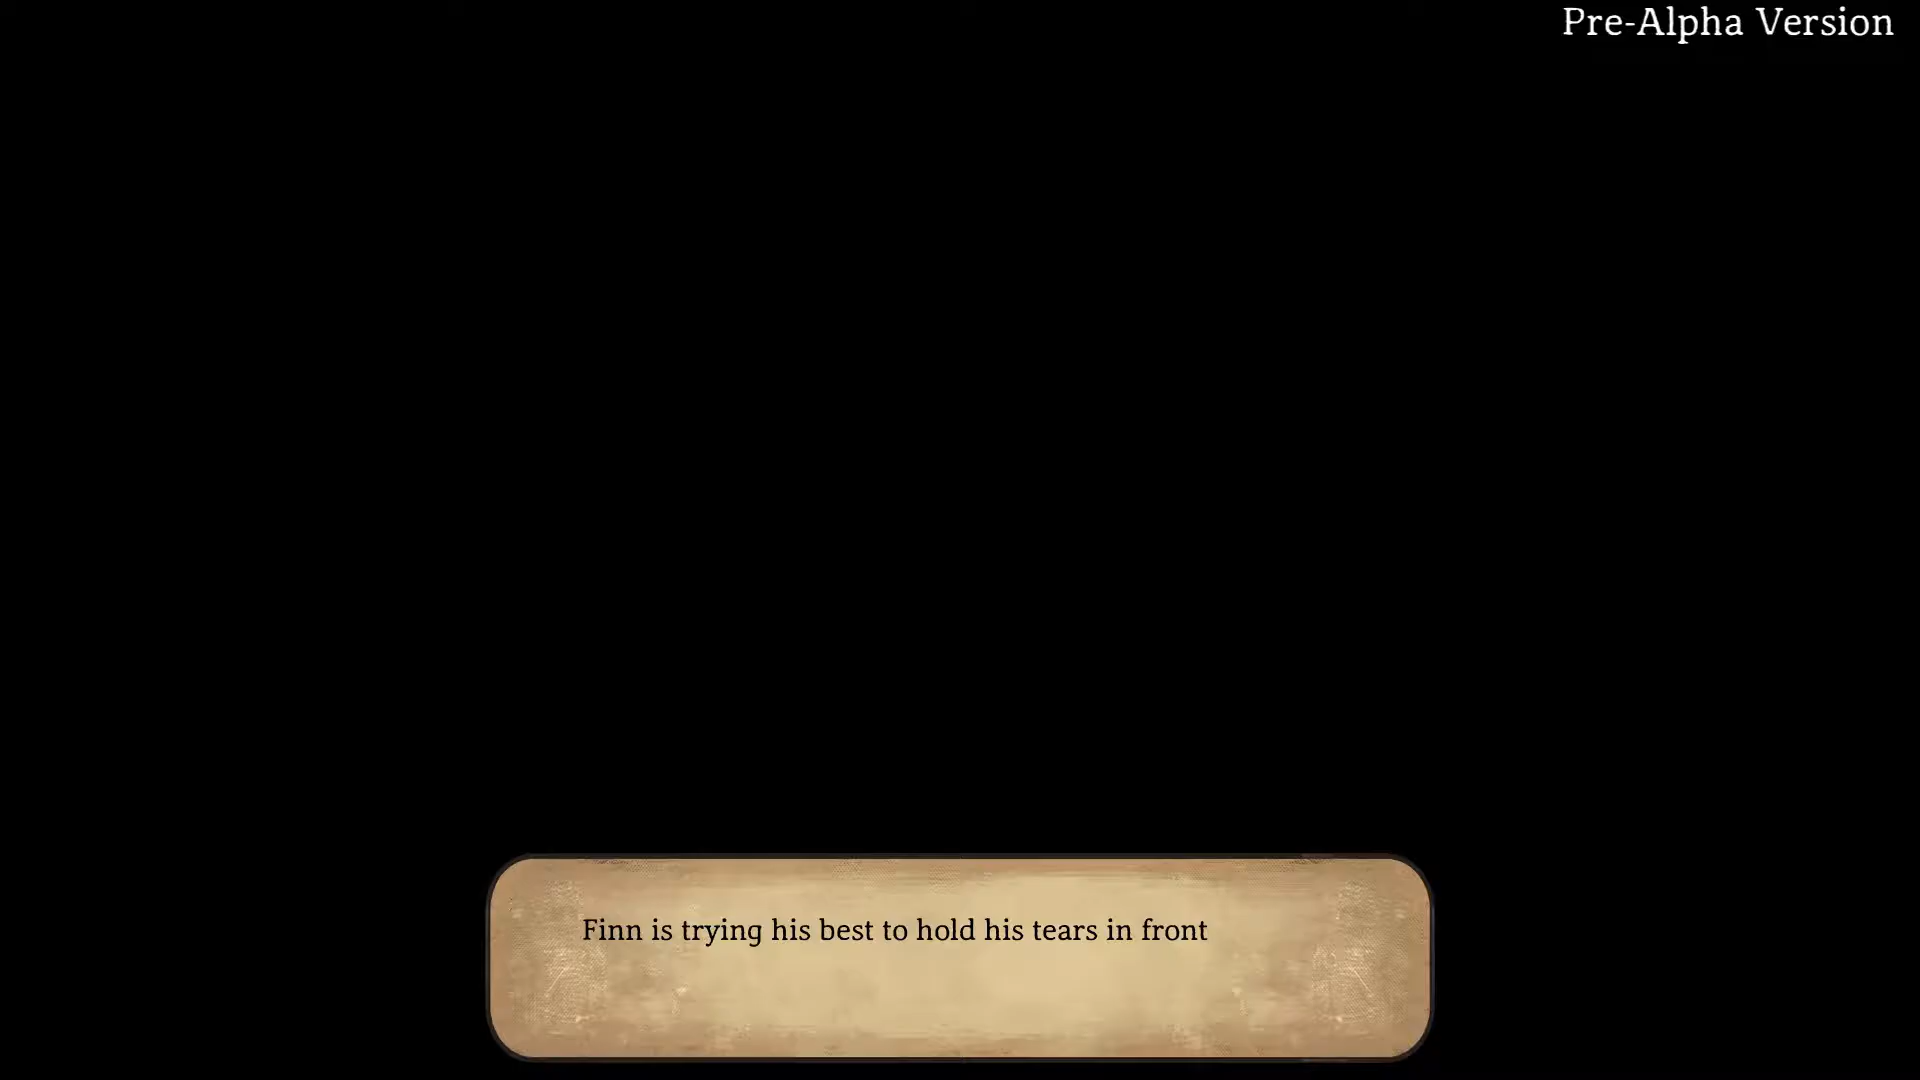 Pre-Alpha Version
Finn is trying his best to hold his tears in front